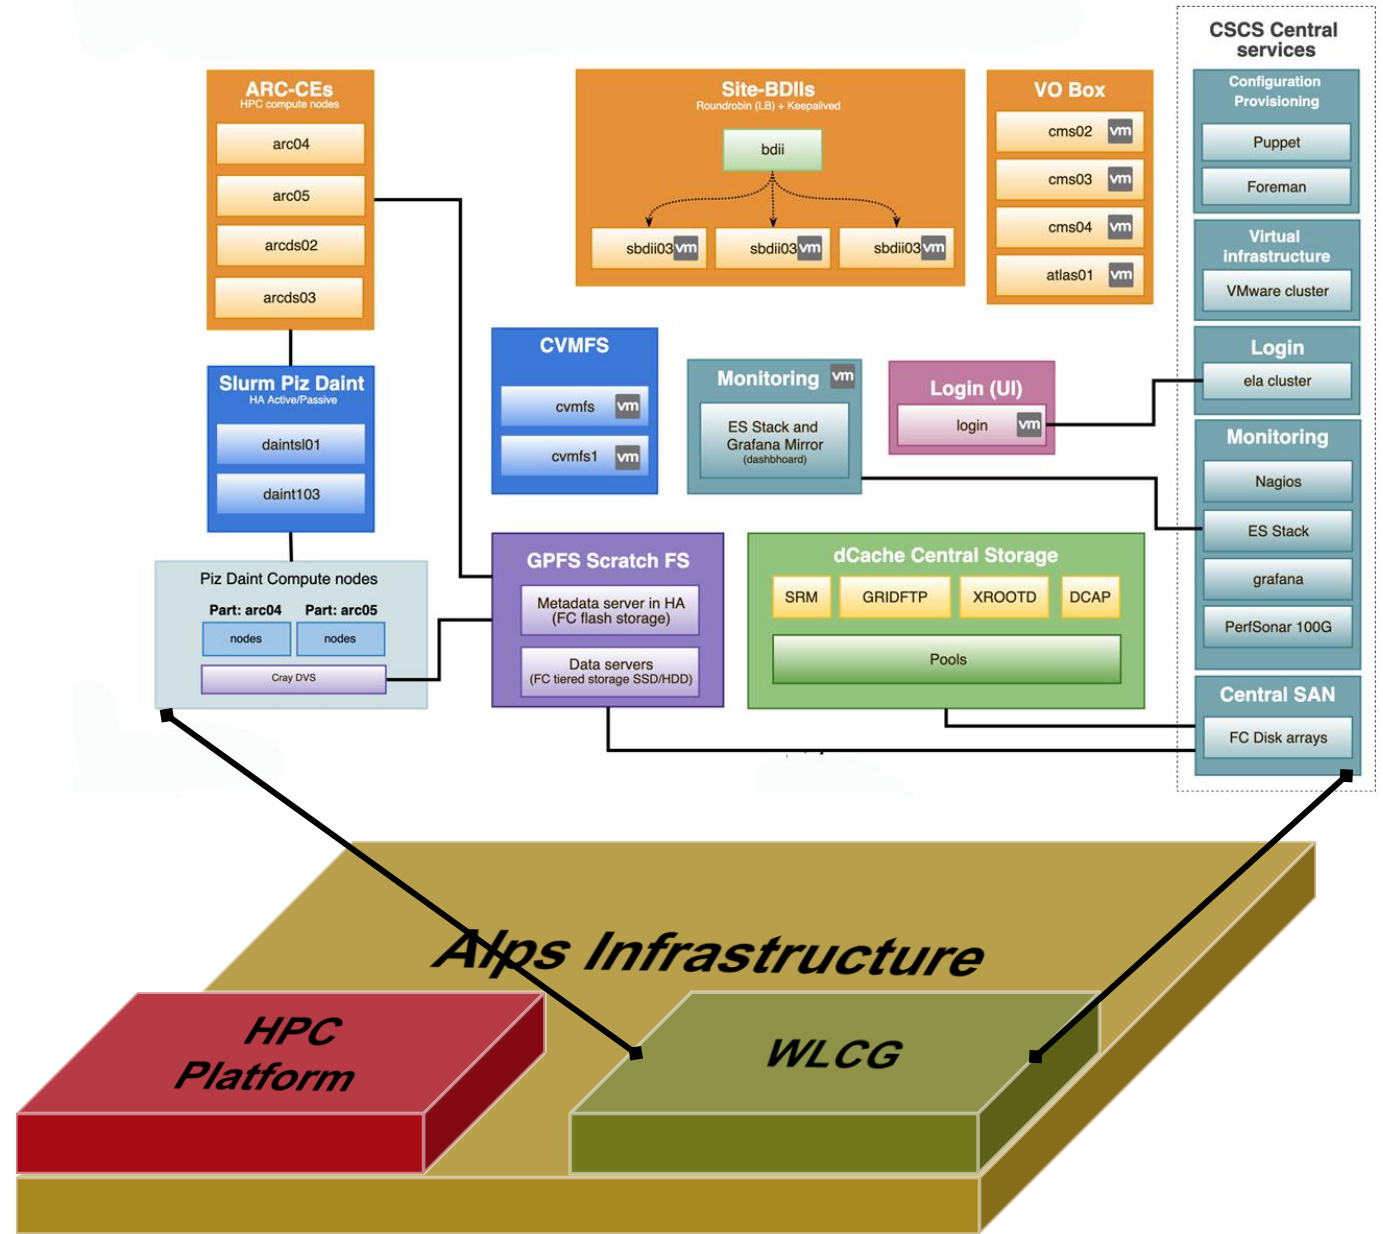 CSCS Central
services
ARC-CEs
HPC compute nodes
arc04
arc05
arcds02
arcds03
Site-BDIIs
Roundrobin (LB) + Keepalived
bdii
sbdii03 vm
sbdii03 vm
sbdii03 vm
VO Box
cms02 vm
cms03 vm
cms04 vm
atlas01 vm
Configuration
Provisioning
Puppet
Foreman
Virtual
infrastructure
VMware cluster
Login
ela cluster
Monitoring
Nagios
ES Stack
grafana
PerfSonar 100G
Central SAN
FC Disk arrays
Slurm Piz Daint
HA Active/Passive
daintsl01
daint103
CVMFS
cvmfs vm
cvmfs1 vm
Monitoring vm
ES Stack and
Grafana Mirror
(dashbhoard)
Login (UI)
login vm
Piz Daint Compute nodes
Part: arc04
Part: arc05
nodes
nodes
Cray DVS
GPFS Scratch FS
Metadata server in HA
(FC flash storage)
Data servers
(FC tiered storage SSD/HDD)
dCache Central Storage
SRM
GRIDFTP
XROOTD
DCAP
Pools
Alps Infrastructure
HPC
Platform
WLCG